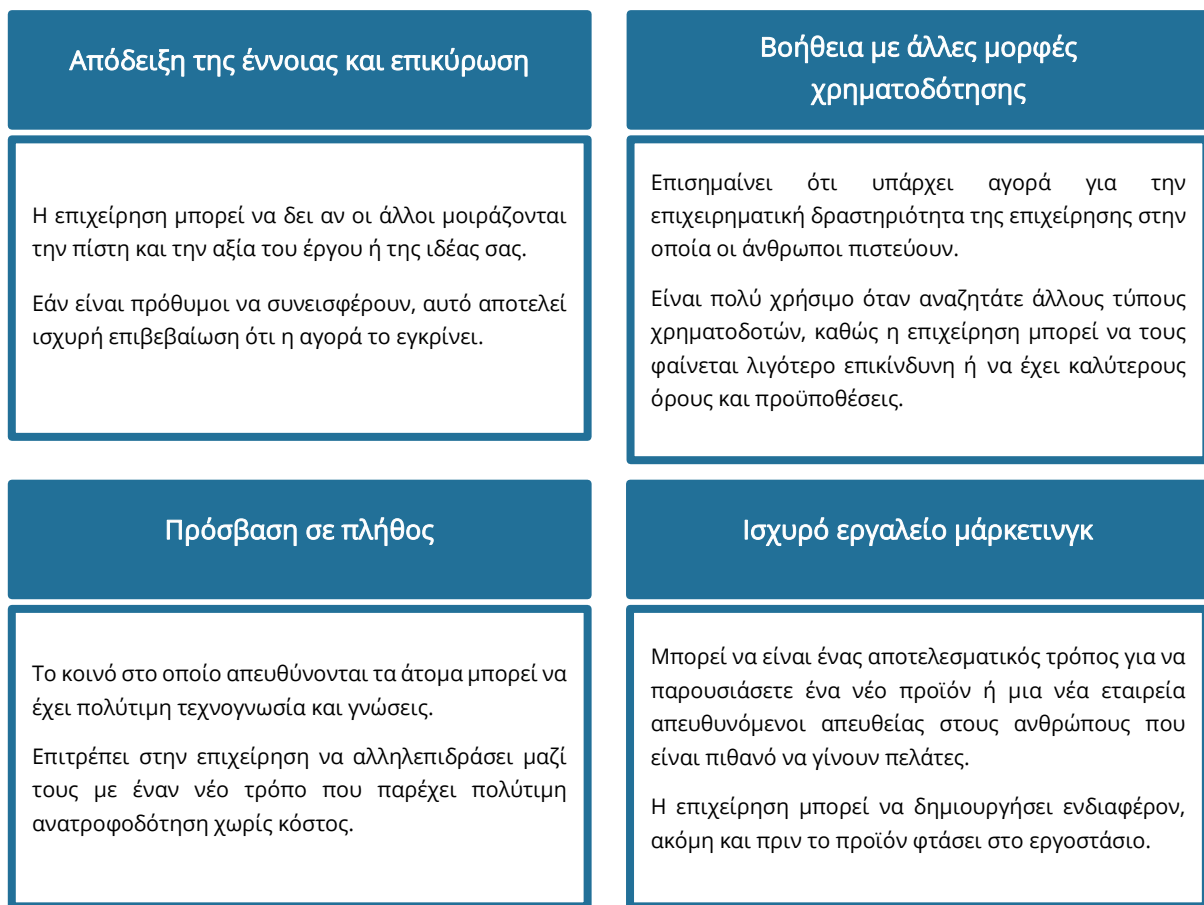 Απόδειξη της έννοιας και επικύρωση
Η επιχείρηση μπορεί να δει αν οι άλλοι μοιράζονται
την πίστη και την αξία του έργου ή της ιδέας σας.
Εάν είναι πρόθυμοι να συνεισφέρουν, αυτό αποτελεί
ισχυρή επιβεβαίωση ότι η αγορά το εγκρίνει.
Βοήθεια με άλλες μορφές
χρηματοδότησης
Επισημαίνει ότι υπάρχει αγορά για την
επιχειρηματική δραστηριότητα της επιχείρησης στην
οποία οι άνθρωποι πιστεύουν.
Είναι πολύ χρήσιμο όταν αναζητάτε άλλους τύπους
χρηματοδοτών, καθώς η επιχείρηση μπορεί να τους
φαίνεται λιγότερο επικίνδυνη ή να έχει καλύτερους
όρους και προϋποθέσεις.
Πρόσβαση σε πλήθος
Το κοινό στο οποίο απευθύνονται τα άτομα μπορεί να
έχει πολύτιμη τεχνογνωσία και γνώσεις.
Επιτρέπει στην επιχείρηση να αλληλεπιδράσει μαζί
τους με έναν νέο τρόπο που παρέχει πολύτιμη
ανατροφοδότηση χωρίς κόστος.
Ισχυρό εργαλείο μάρκετινγκ
Μπορεί να είναι ένας αποτελεσματικός τρόπος για να
παρουσιάσετε ένα νέο προϊόν ή μια νέα εταιρεία
απευθυνόμενοι απευθείας στους ανθρώπους που
είναι πιθανό να γίνουν πελάτες.
Η επιχείρηση μπορεί να δημιουργήσει ενδιαφέρον,
ακόμη και πριν το προϊόν φτάσει στο εργοστάσιο.